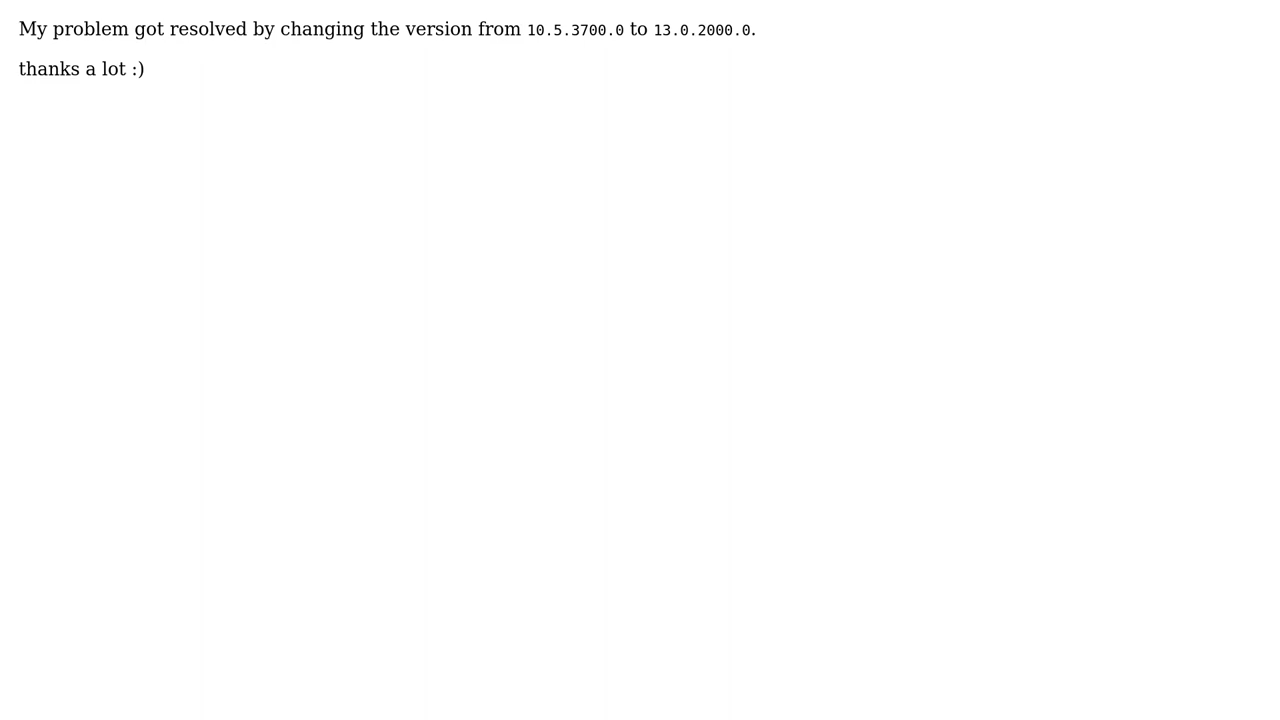 My problem got resolved by changing the version from 10.5.3700.0 to 13.0.2000.0.
thanks a lot :)